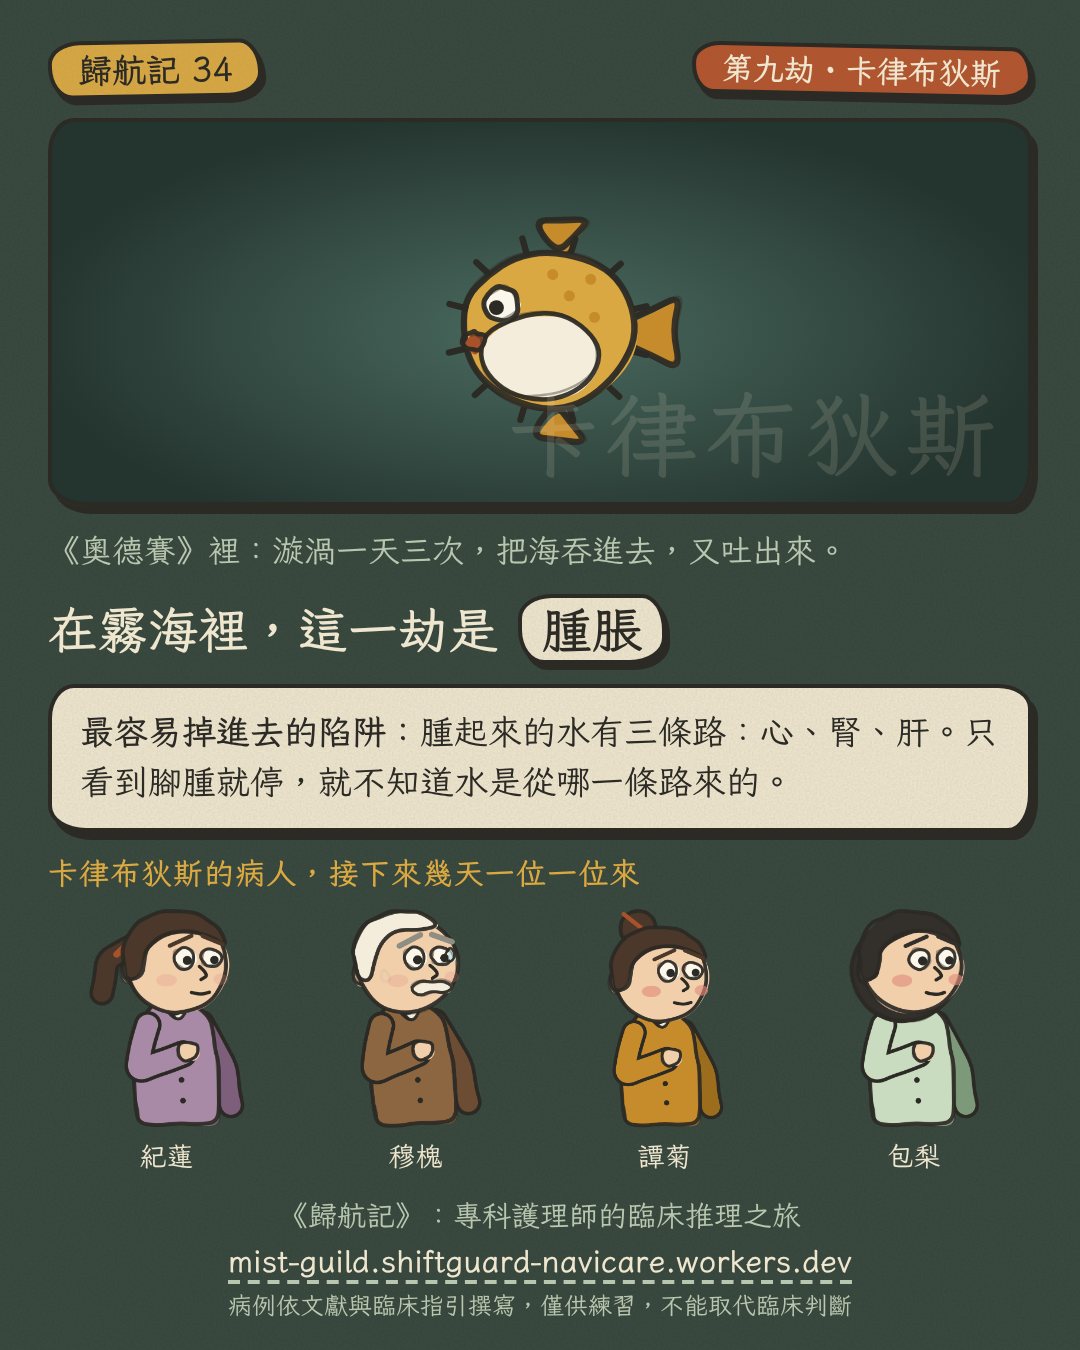 歸航記 34
第九劫・卡律布狄斯
卡律布狄斯
《奧德賽》裡：漩渦一天三次，把海吞進去，又吐出來。
在霧海裡，這一劫是 腫脹
最容易掉進去的陷阱：腫起來的水有三條路：心、腎、肝。只
看到腳腫就停，就不知道水是從哪一條路來的。
卡律布狄斯的病人，接下來幾天一位一位來
紀蓮
穆槐
譚菊
包梨
《歸航記》：專科護理師的臨床推理之旅
mist-guild.shiftguard-navicare.workers.dev
病例依文獻與臨床指引撰寫，僅供練習，不能取代臨床判斷